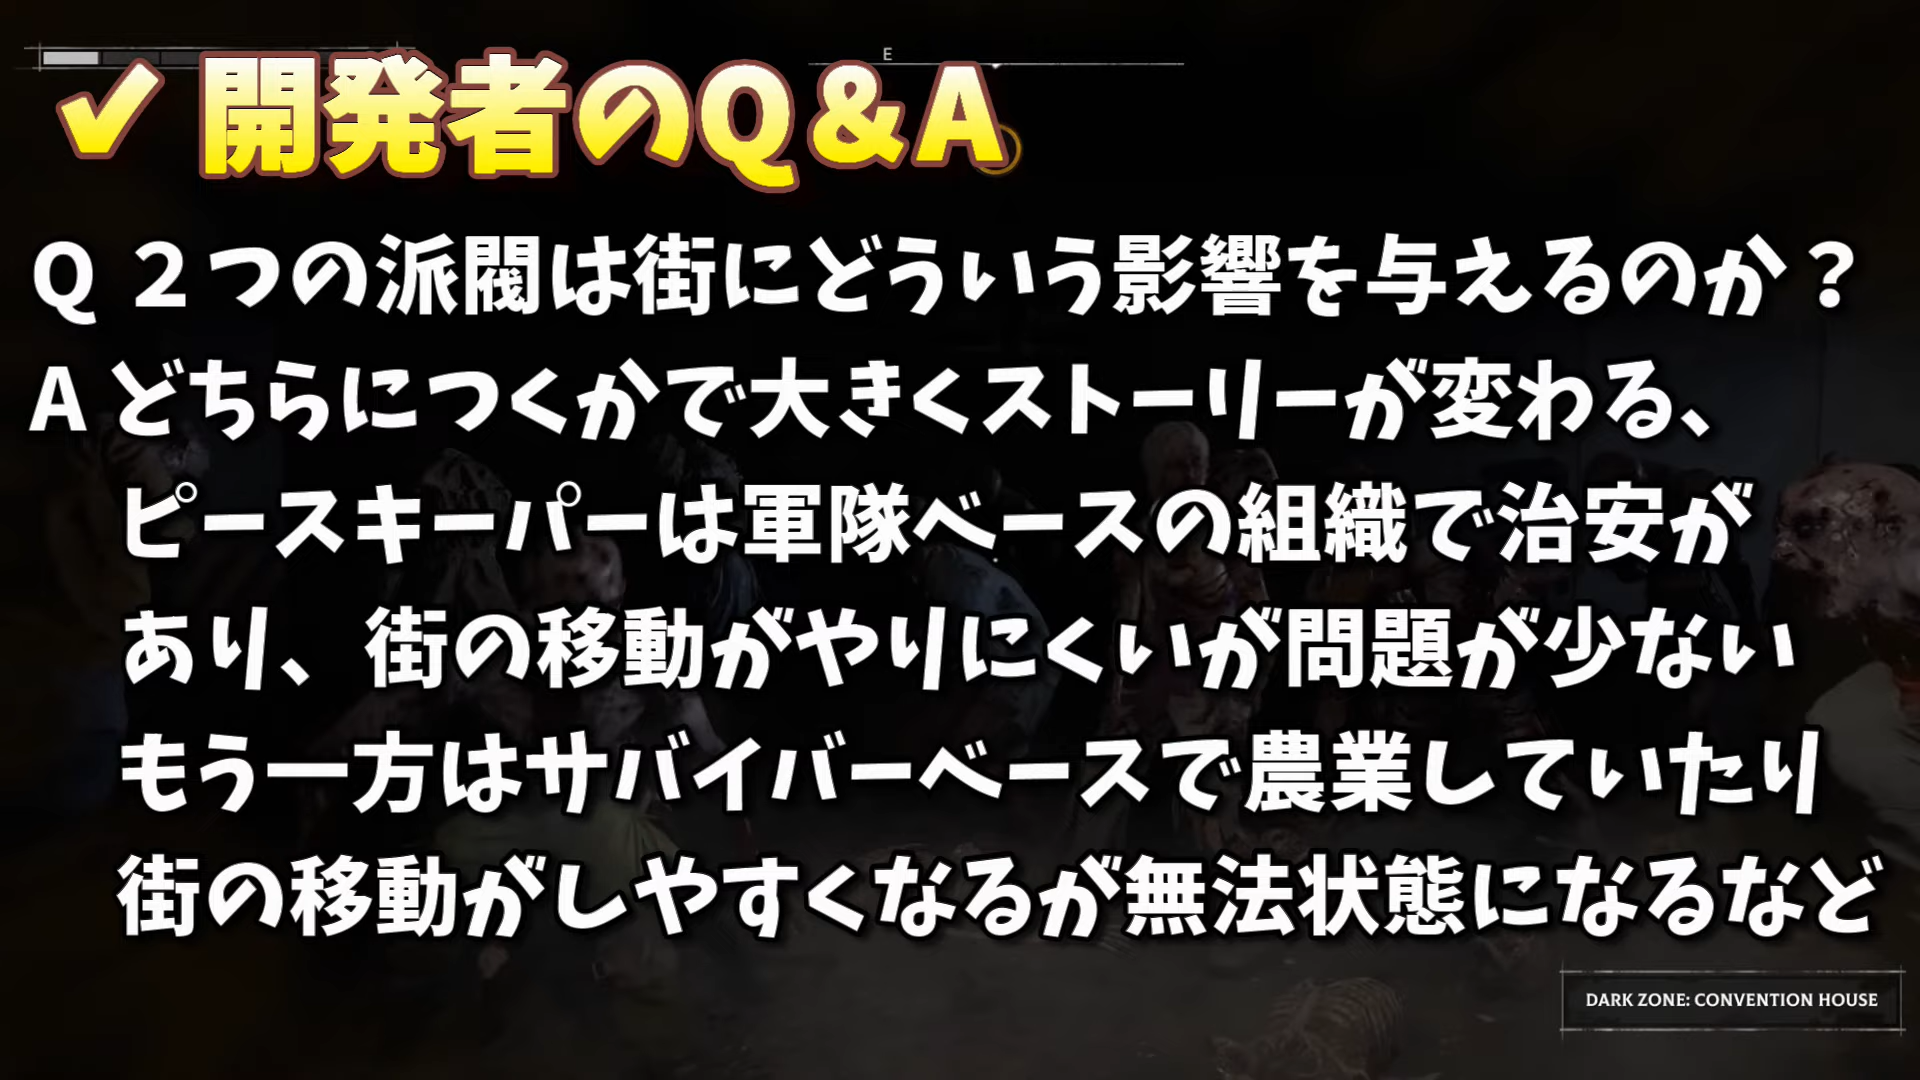 E
✓ 開発者のQ＆A
Q ２つの派閥は街にどういう影響を与えるのか？
A どちらにつくかで大きくストーリーが変わる、
ピースキーパーは軍隊ベースの組織で治安が
あり、街の移動がやりにくいが問題が少ない
もう一方はサバイバーベースで農業していたり
街の移動がしやすくなるが無法状態になるなど
DARK ZONE: CONVENTION HOUSE